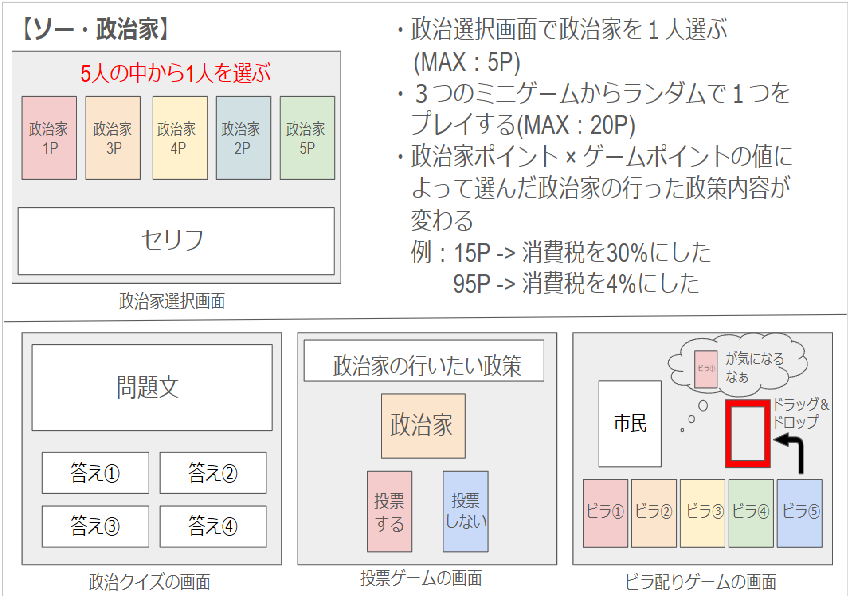 【ソー・政治家】
5人の中から1人を選ぶ
政治家
1P
政治家
3P
政治家
4P
政治家
2P
政治家
5P
セリフ
政治家選択画面
・政治選択画面で政治家を１人選ぶ
(MAX：5P)
・３つのミニゲームからランダムで１つを
プレイする(MAX：20P)
・政治家ポイント×ゲームポイントの値に
よって選んだ政治家の行った政策内容が
変わる
例：15P -> 消費税を30%にした
95P -> 消費税を4%にした
問題文
答え①
答え②
答え③
答え④
政治クイズの画面
政治家の行いたい政策
政治家
投票
する
投票
しない
投票ゲームの画面
ビラ①
が気になる
なぁ
市民
ドラッグ&
ドロップ
ビラ①
ビラ②
ビラ③
ビラ④
ビラ⑤
ビラ配りゲームの画面